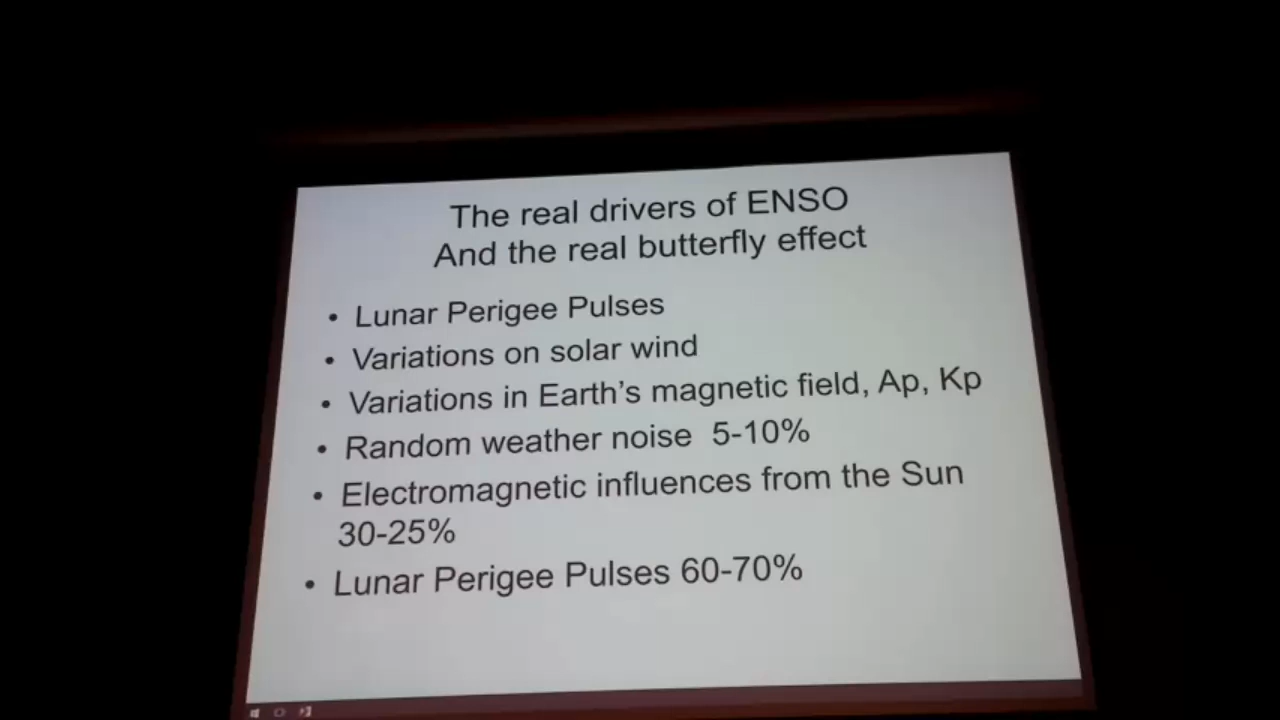 The real drivers of ENSO
And the real butterfly effect
• Lunar Perigee Pulses
• Variations on solar wind
• Variations in Earth’s magnetic field, Ap, Kp
• Random weather noise  5-10%
• Electromagnetic influences from the Sun
30-25%
• Lunar Perigee Pulses 60-70%